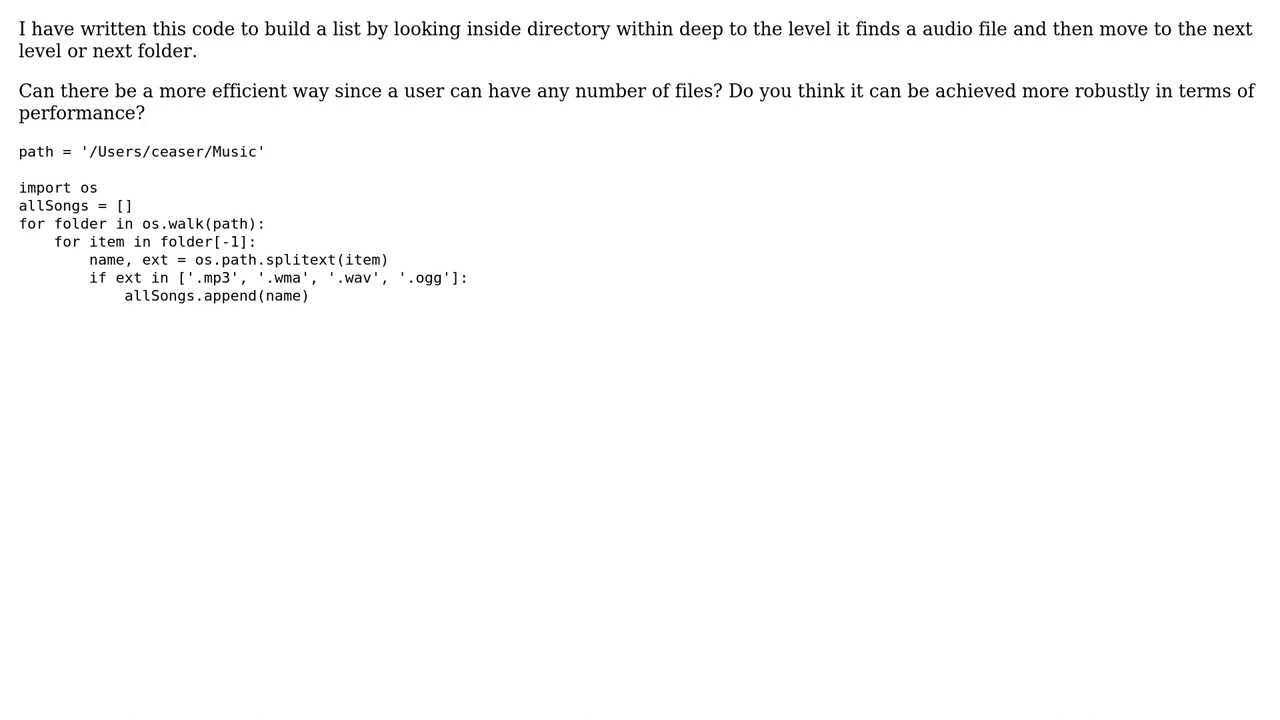 I have written this code to build a list by looking inside directory within deep to the level it finds a audio file and then move to the next
level or next folder.
Can there be a more efficient way since a user can have any number of files? Do you think it can be achieved more robustly in terms of
performance?
path = '/Users/ceaser/Music'
import os
allSongs = []
for folder in os.walk(path):
    for item in folder[-1]:
        name, ext = os.path.splitext(item)
        if ext in ['.mp3', '.wma', '.wav', '.ogg']:
            allSongs.append(name)